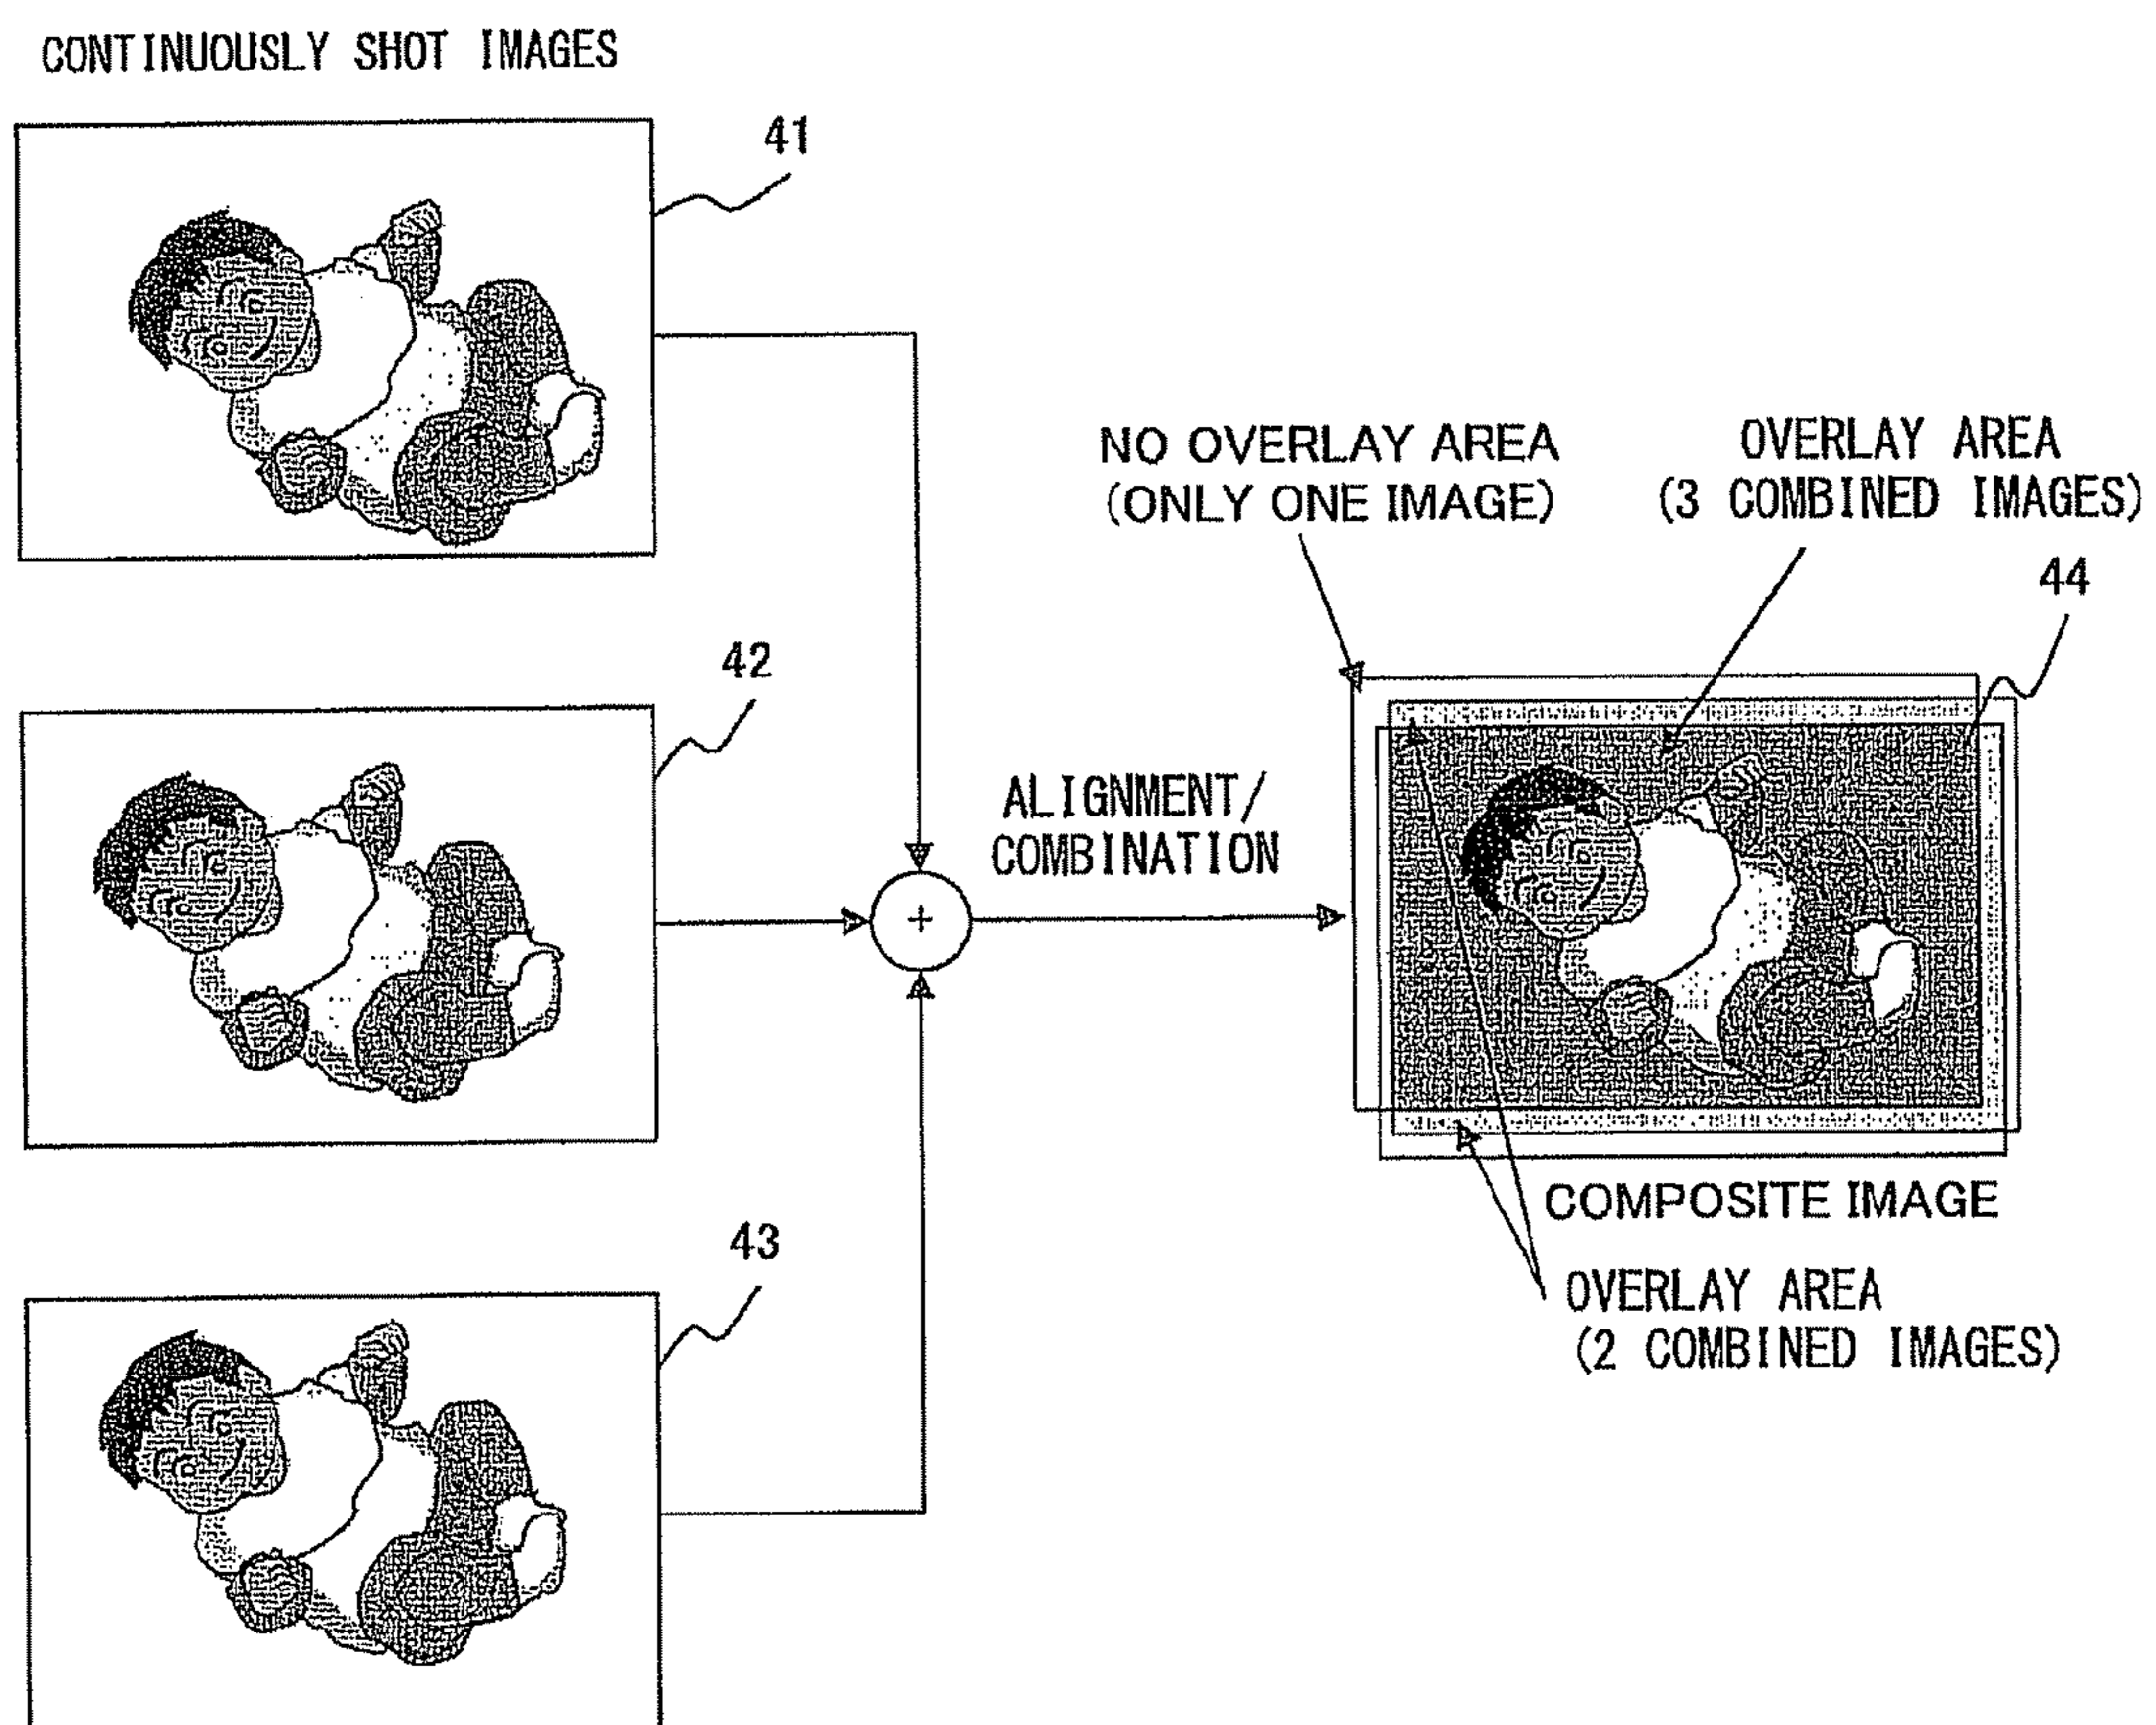 CONTINUOUSLY SHOT IMAGES
41
42
43
+
ALIGNMENT/
COMBINATION
NO OVERLAY AREA
(ONLY ONE IMAGE)
OVERLAY AREA
(3 COMBINED IMAGES)
44
COMPOSITE IMAGE
OVERLAY AREA
(2 COMBINED IMAGES)